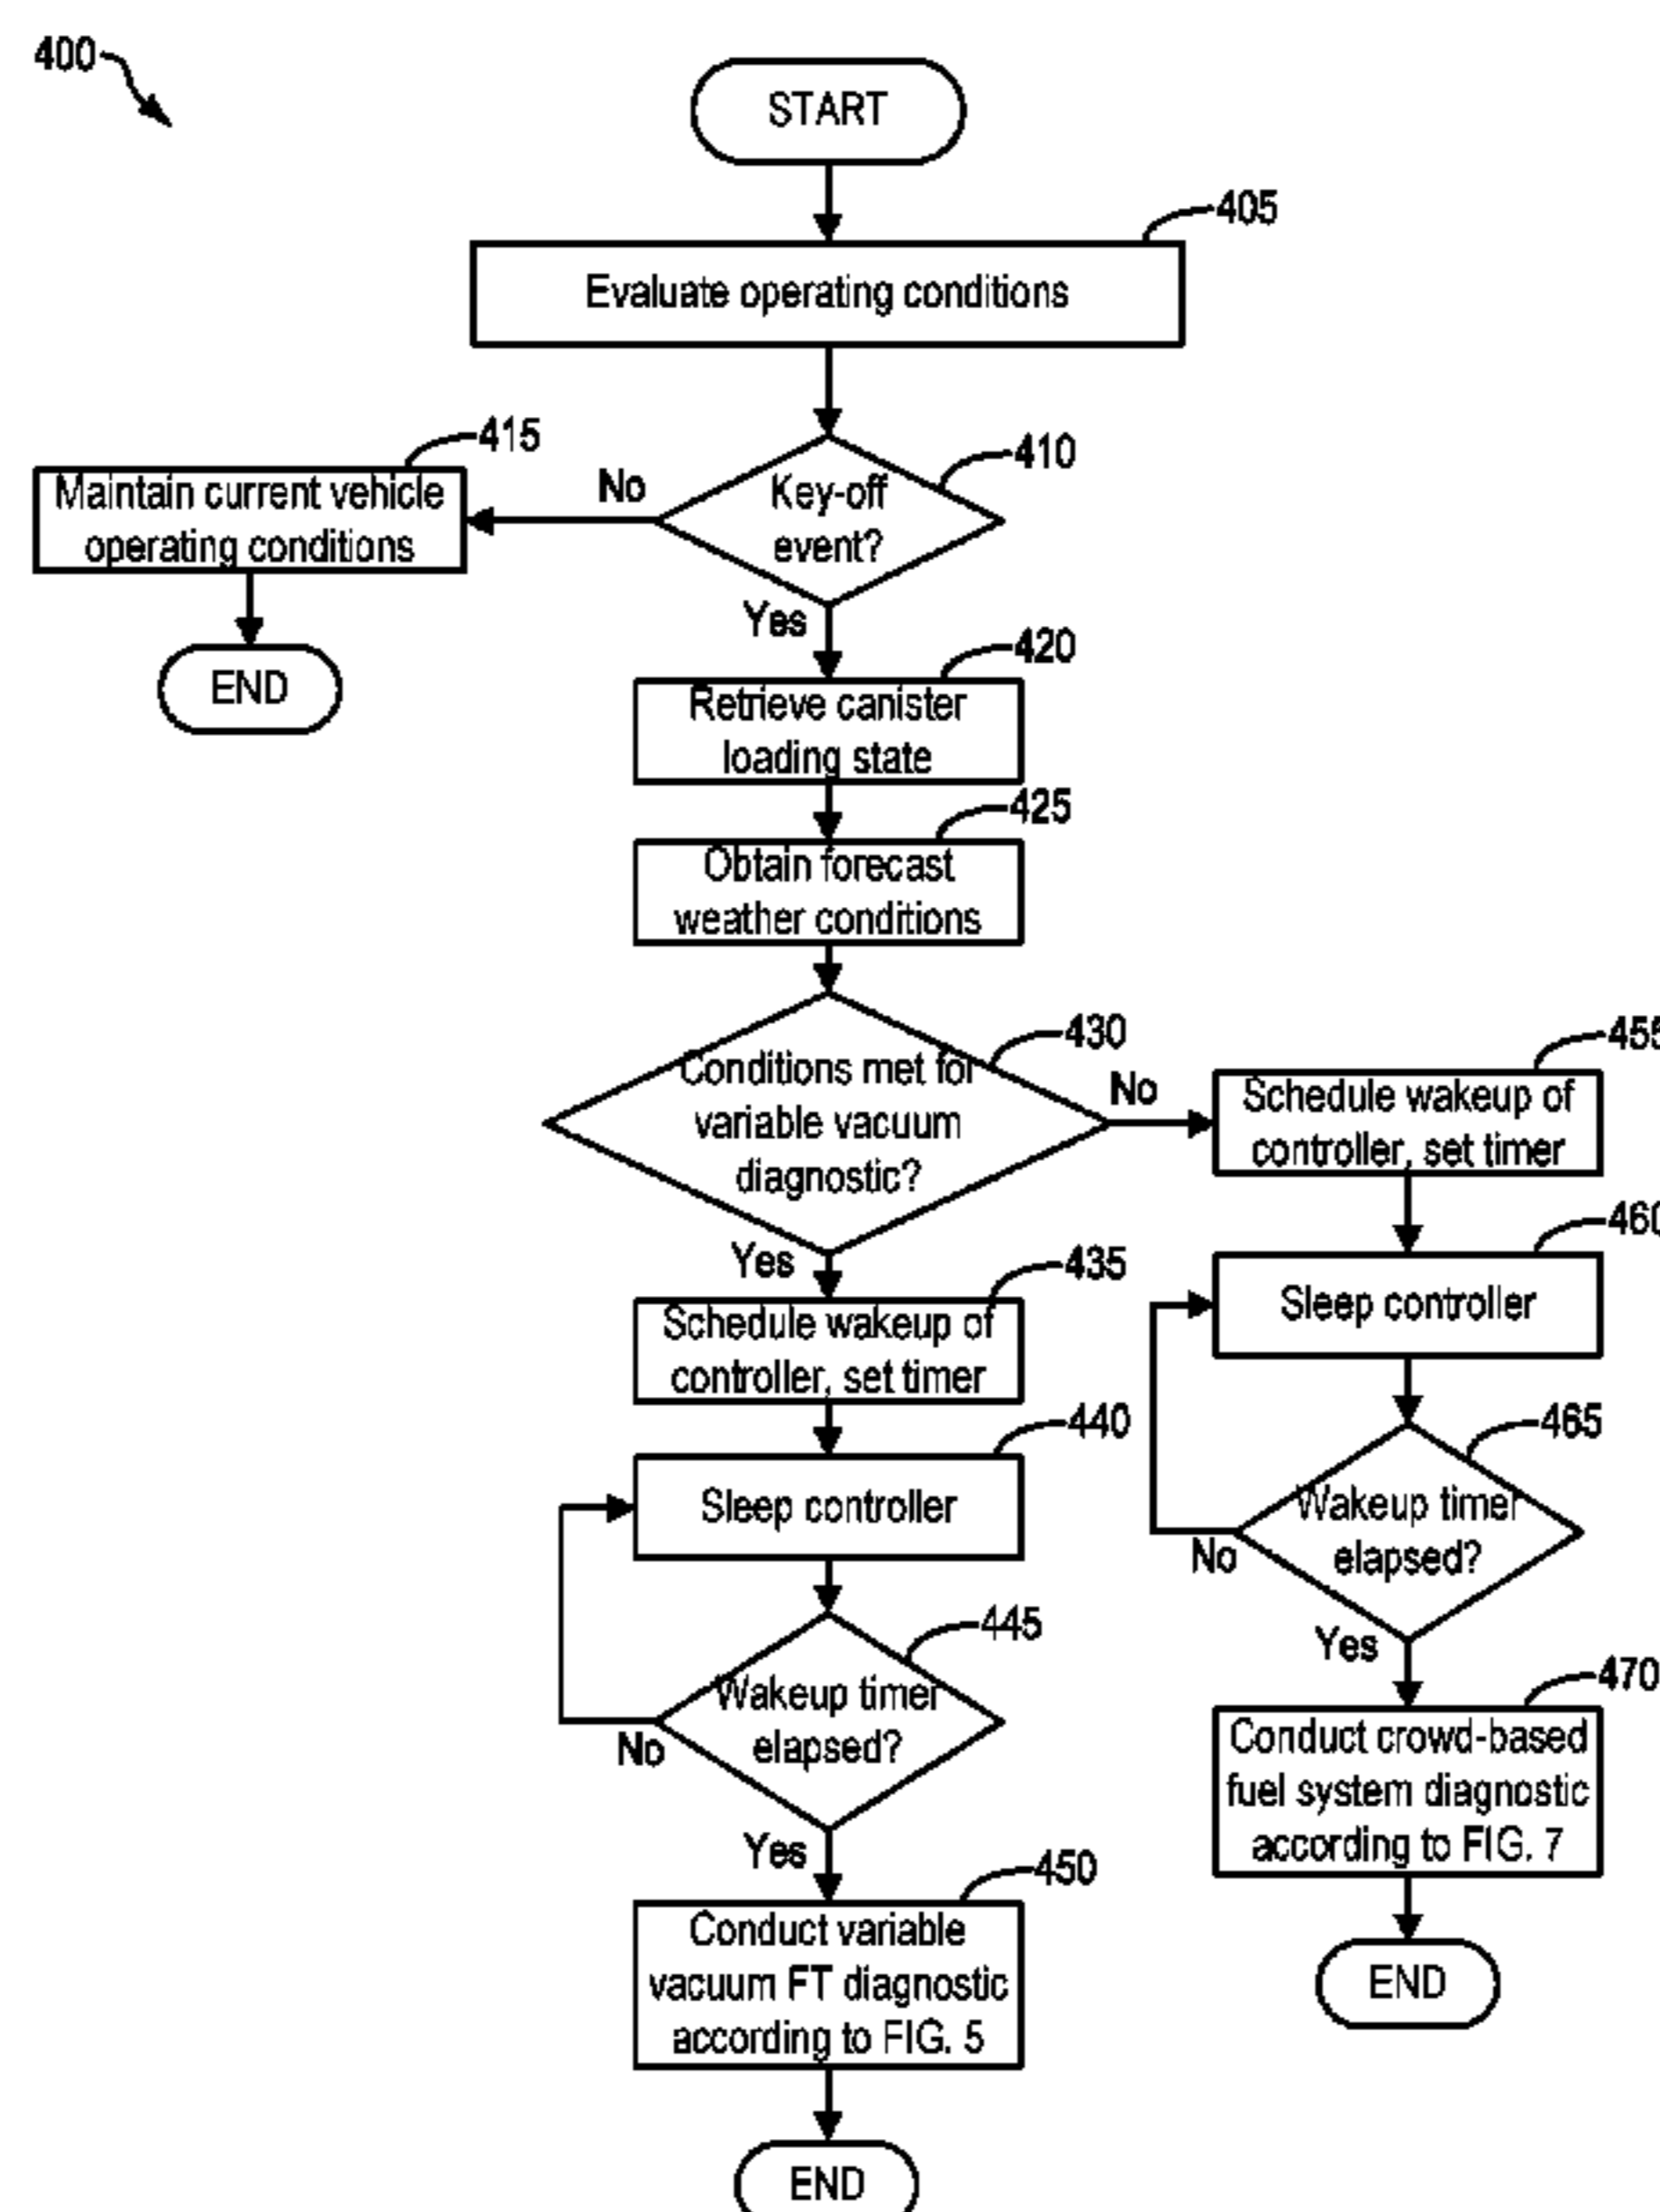 400
START
405
Evaluate operating conditions
410
Key-off
event?
No
415
Maintain current vehicle
operating conditions
END
Yes
420
Retrieve canister
loading state
425
Obtain forecast
weather conditions
430
Conditions met for
variable vacuum
diagnostic?
No
455
Schedule wakeup of
controller, set timer
460
Sleep controller
465
Wakeup timer
elapsed?
No
Yes
470
Conduct crowd-based
fuel system diagnostic
according to FIG. 7
END
Yes
435
Schedule wakeup of
controller, set timer
440
Sleep controller
445
Wakeup timer
elapsed?
No
Yes
450
Conduct variable
vacuum FT diagnostic
according to FIG. 5
END